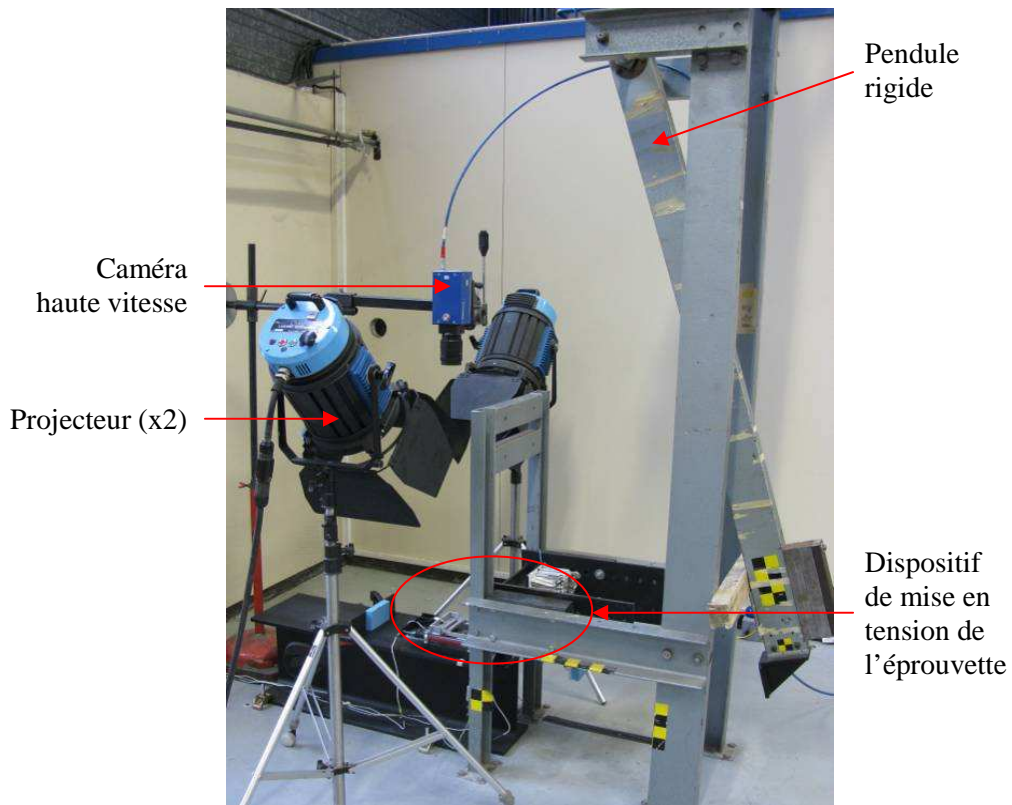 Pendule
rigide
Caméra
haute vitesse
Projecteur (x2)
Dispositif
de mise en
tension de
l’éprouvette